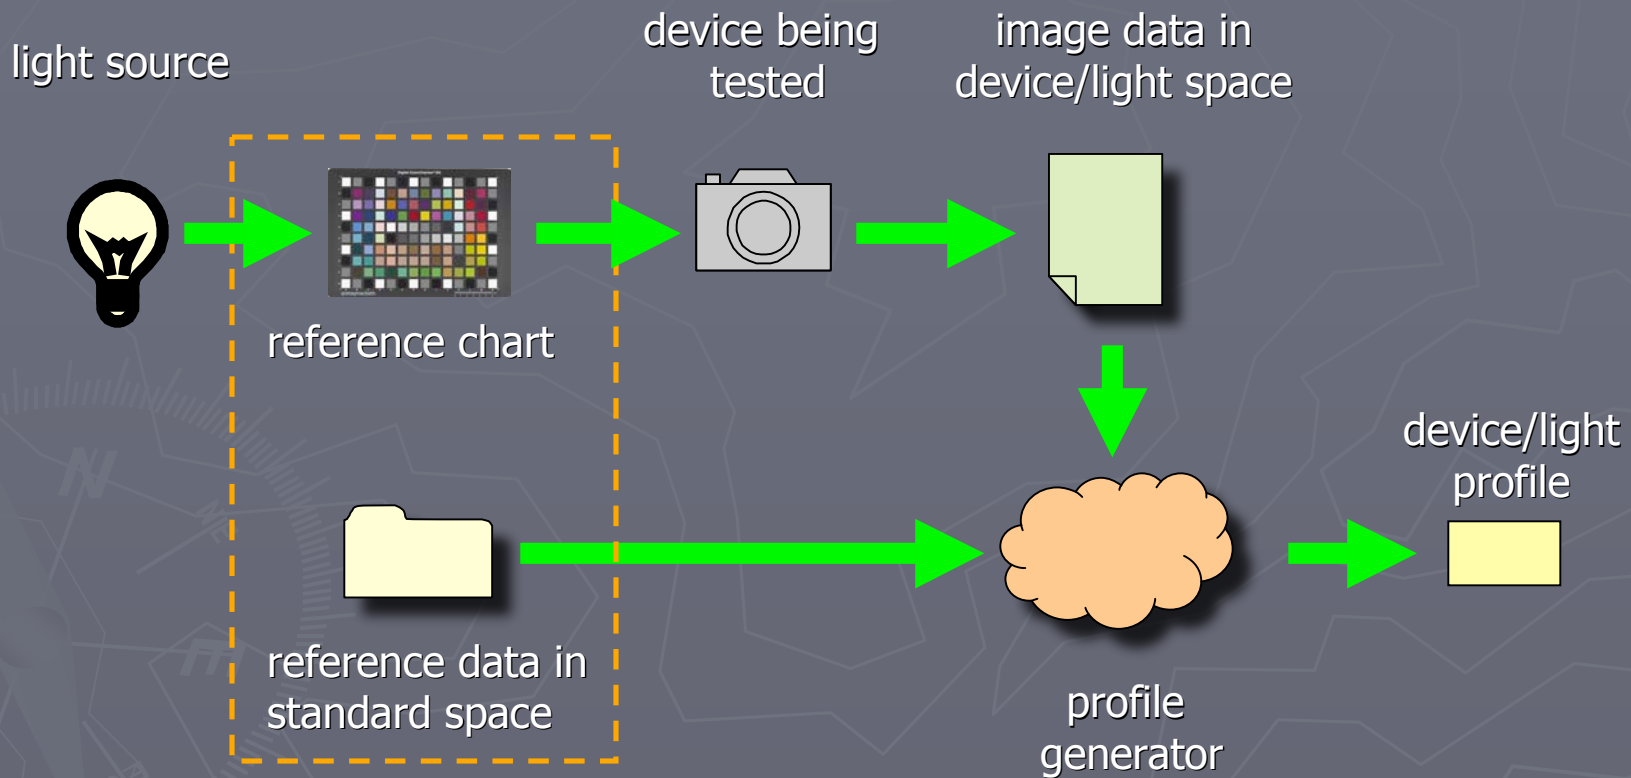 light source
device being
tested
image data in
device/light space
reference chart
device/light
profile
reference data in
standard space
profile
generator
N
NE
E